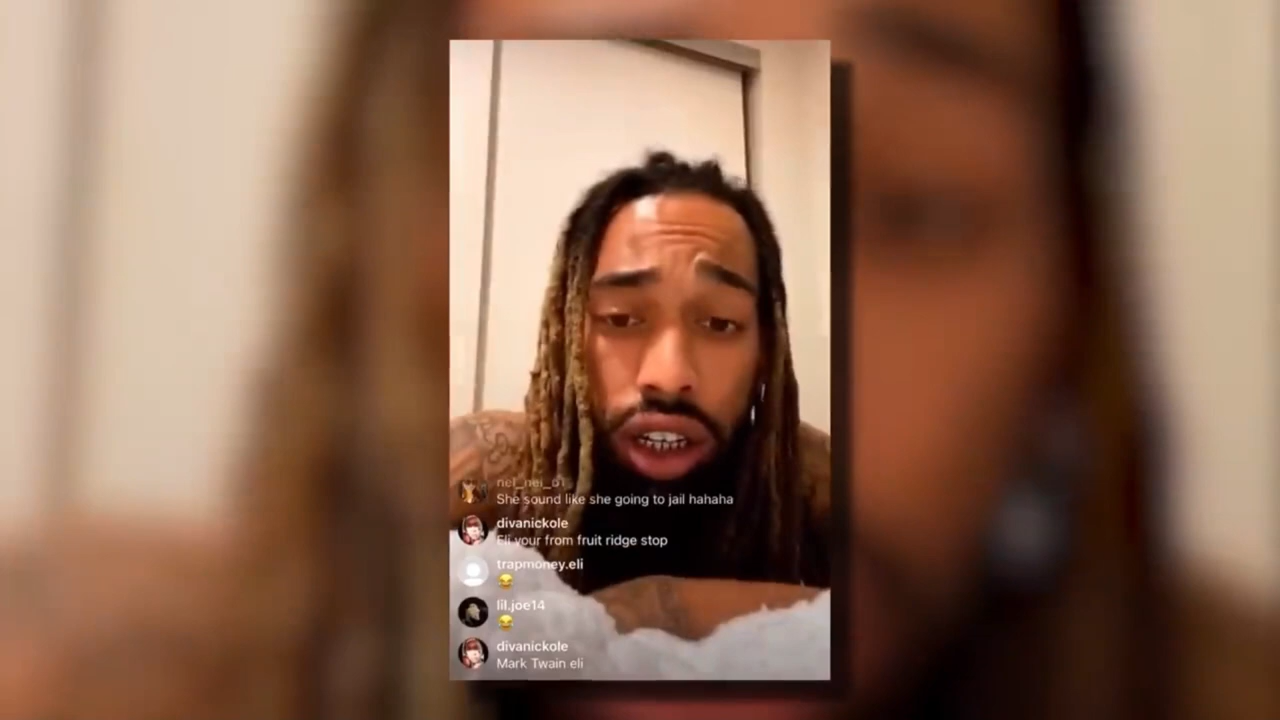 nel_nel_01
She sound like she going to jail hahaha
divanickole
Eli your from fruit ridge stop
trapmoney.eli
😂
lil.joe14
😂
divanickole
Mark Twain eli